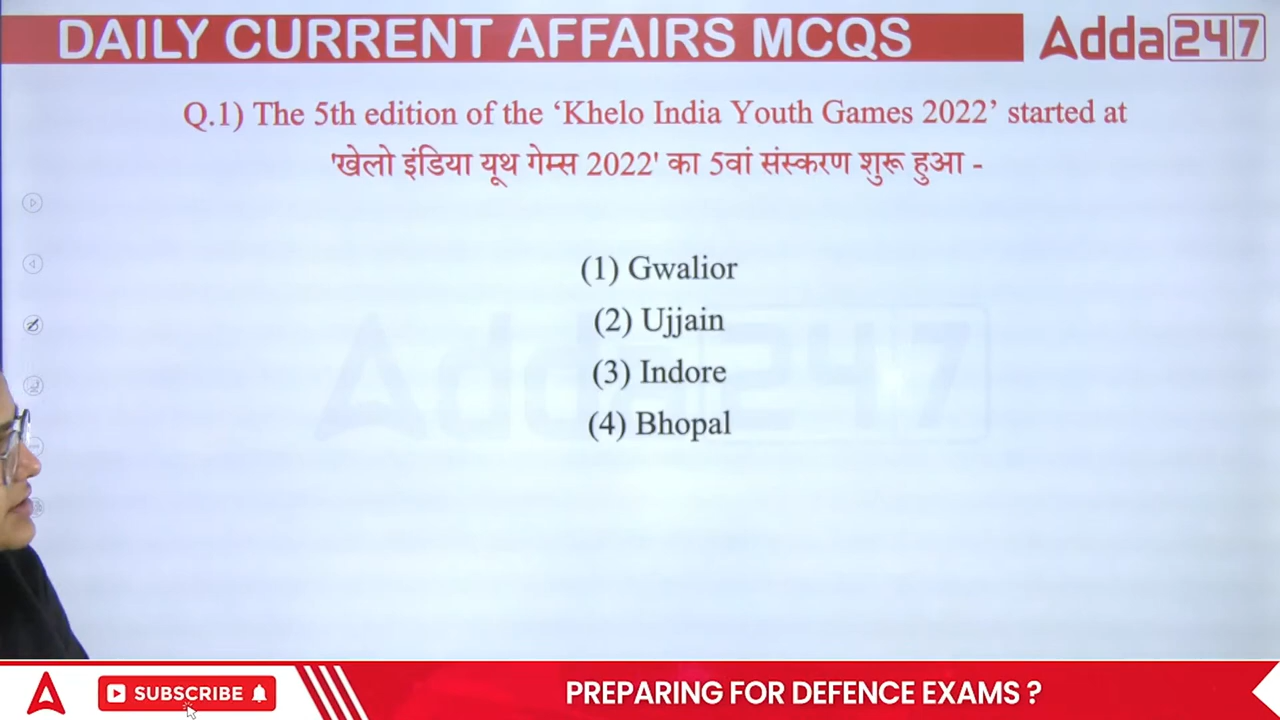 DAILY CURRENT AFFAIRS MCQS
Adda247
Q.1) The 5th edition of the ‘Khelo India Youth Games 2022’ started at
'खेलो इंडिया यूथ गेम्स 2022' का 5वां संस्करण शुरू हुआ -
(1) Gwalior
(2) Ujjain
(3) Indore
(4) Bhopal
Adda247
SUBSCRIBE
PREPARING FOR DEFENCE EXAMS ?